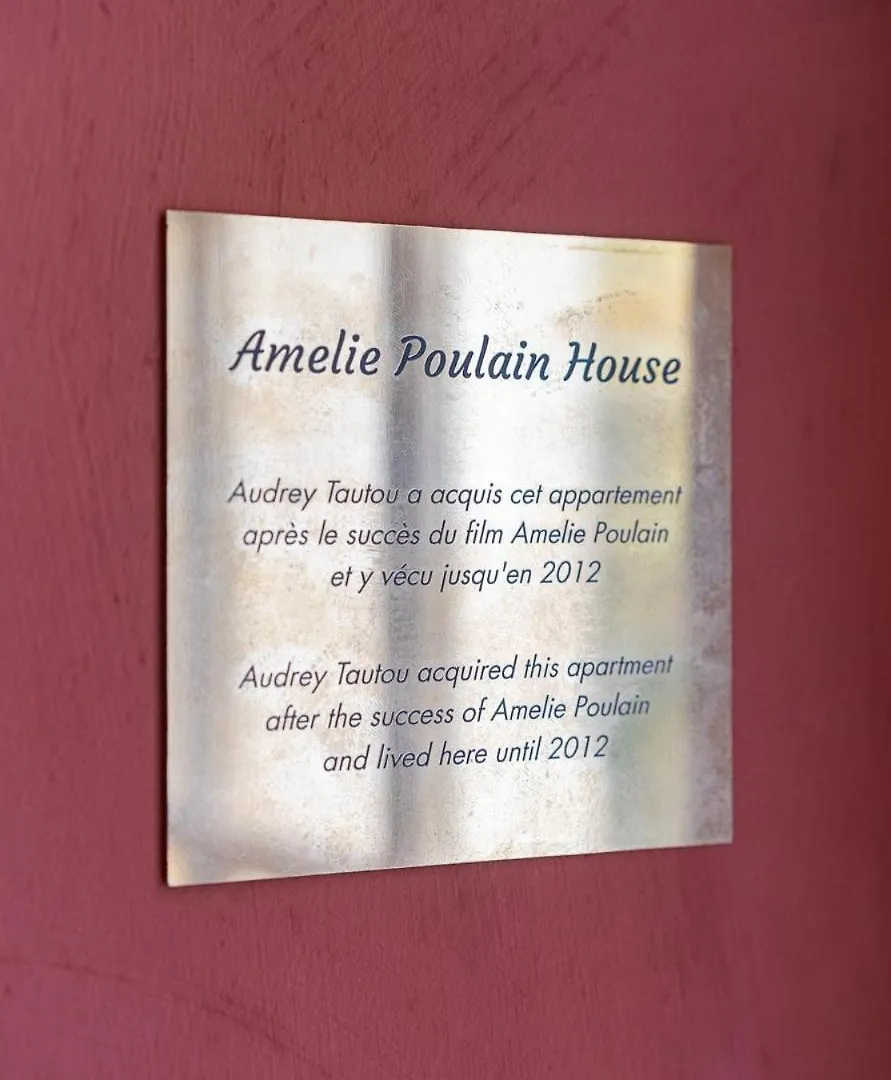 Amelie Poulain House
Audrey Tautou a acquis cet appartement
après le succès du film Amelie Poulain
et y vécu jusqu'en 2012
Audrey Tautou acquired this apartment
after the success of Amelie Poulain
and lived here until 2012